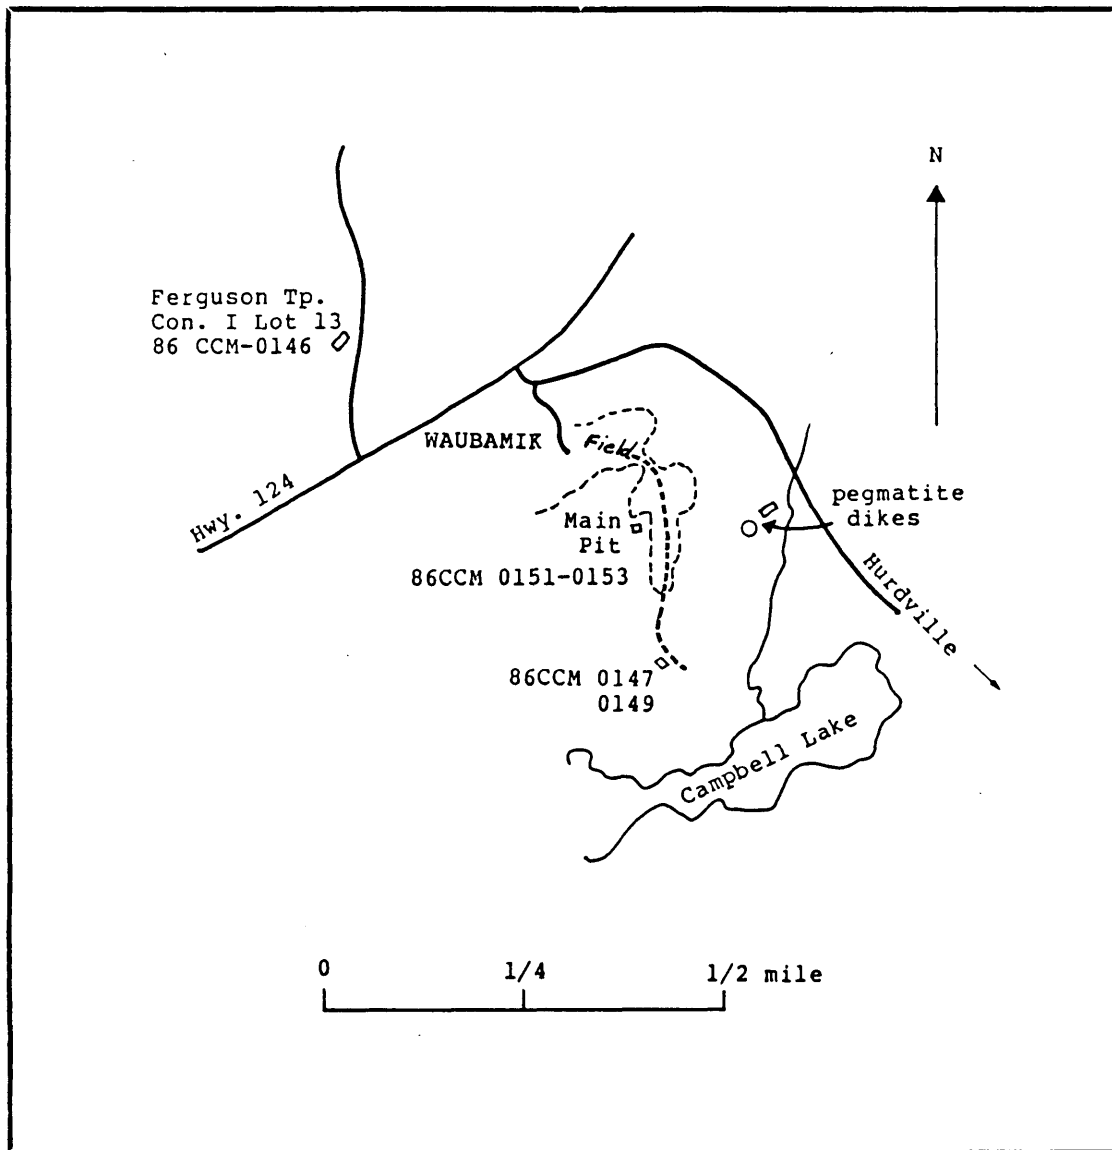 N
Ferguson Tp.
Con. I Lot 13
86 CCM-0146
WAUBAMIK
Field
Hwy. 124
pegmatite
dikes
Main
Pit
86CCM 0151-0153
Hurdville
86CCM 0147
0149
Campbell Lake
0 1/4 1/2 mile